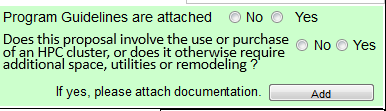 Program Guidelines are attached No Yes
Does this proposal involve the use or purchase
of an HPC cluster, or does it otherwise require No Yes
additional space, utilities or remodeling ?
If yes, please attach documentation. Add